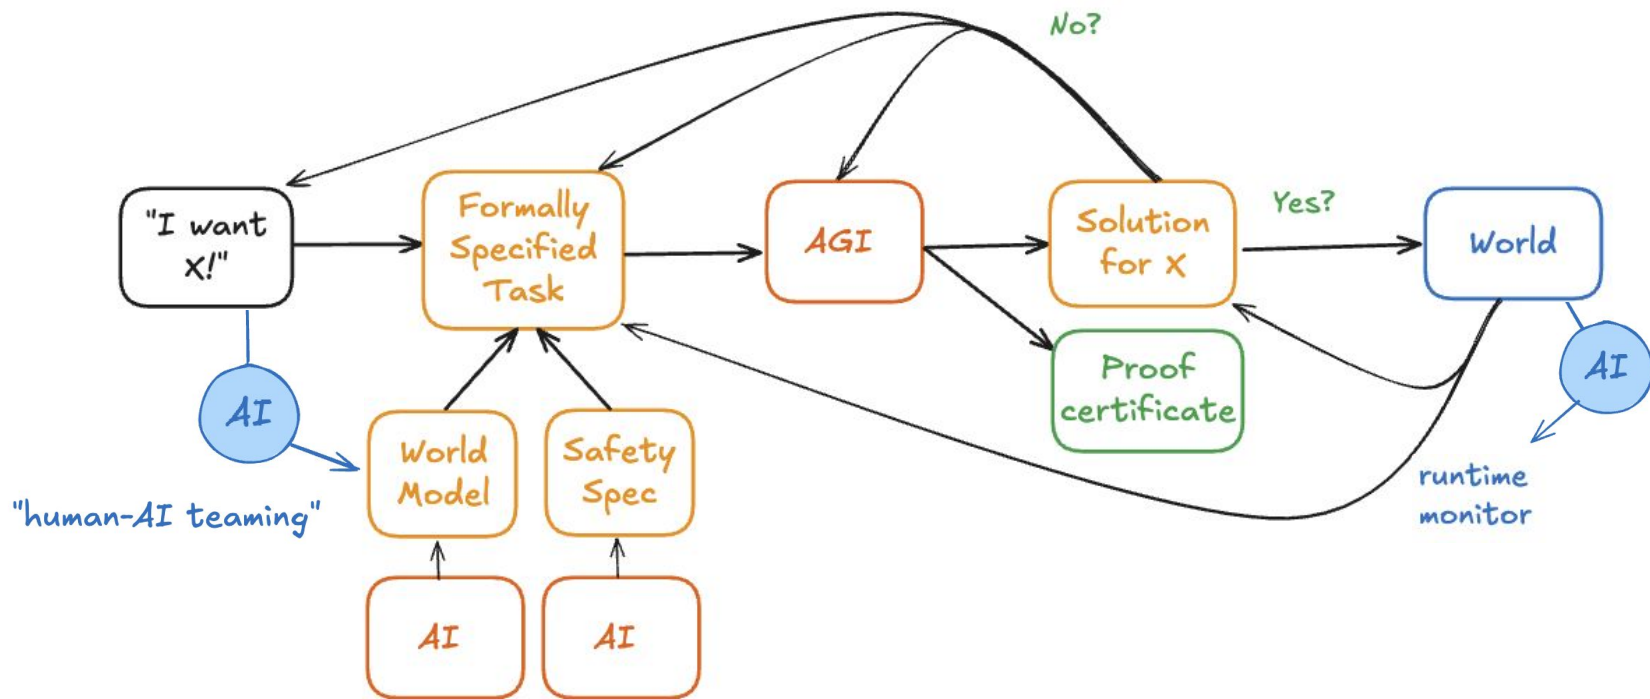 No?
"I want
X!"
Formally
Specified
Task
AGI
Solution
for X
Yes?
World
Proof
certificate
AI
AI
World
Model
Safety
Spec
"human-AI teaming"
runtime
monitor
AI
AI